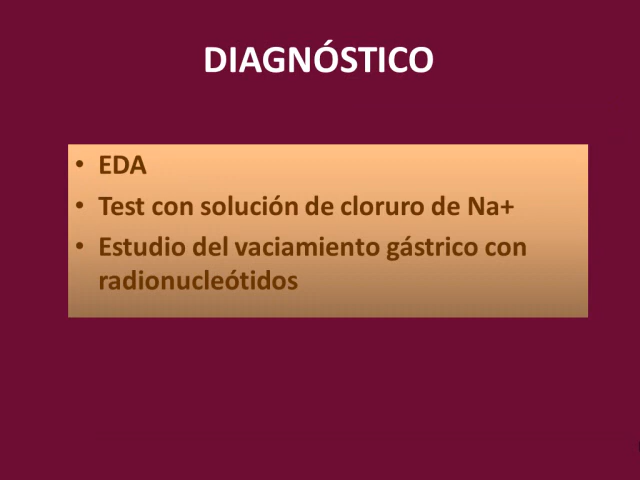 DIAGNÓSTICO
• EDA
• Test con solución de cloruro de Na+
• Estudio del vaciamiento gástrico con
radionucleótidos